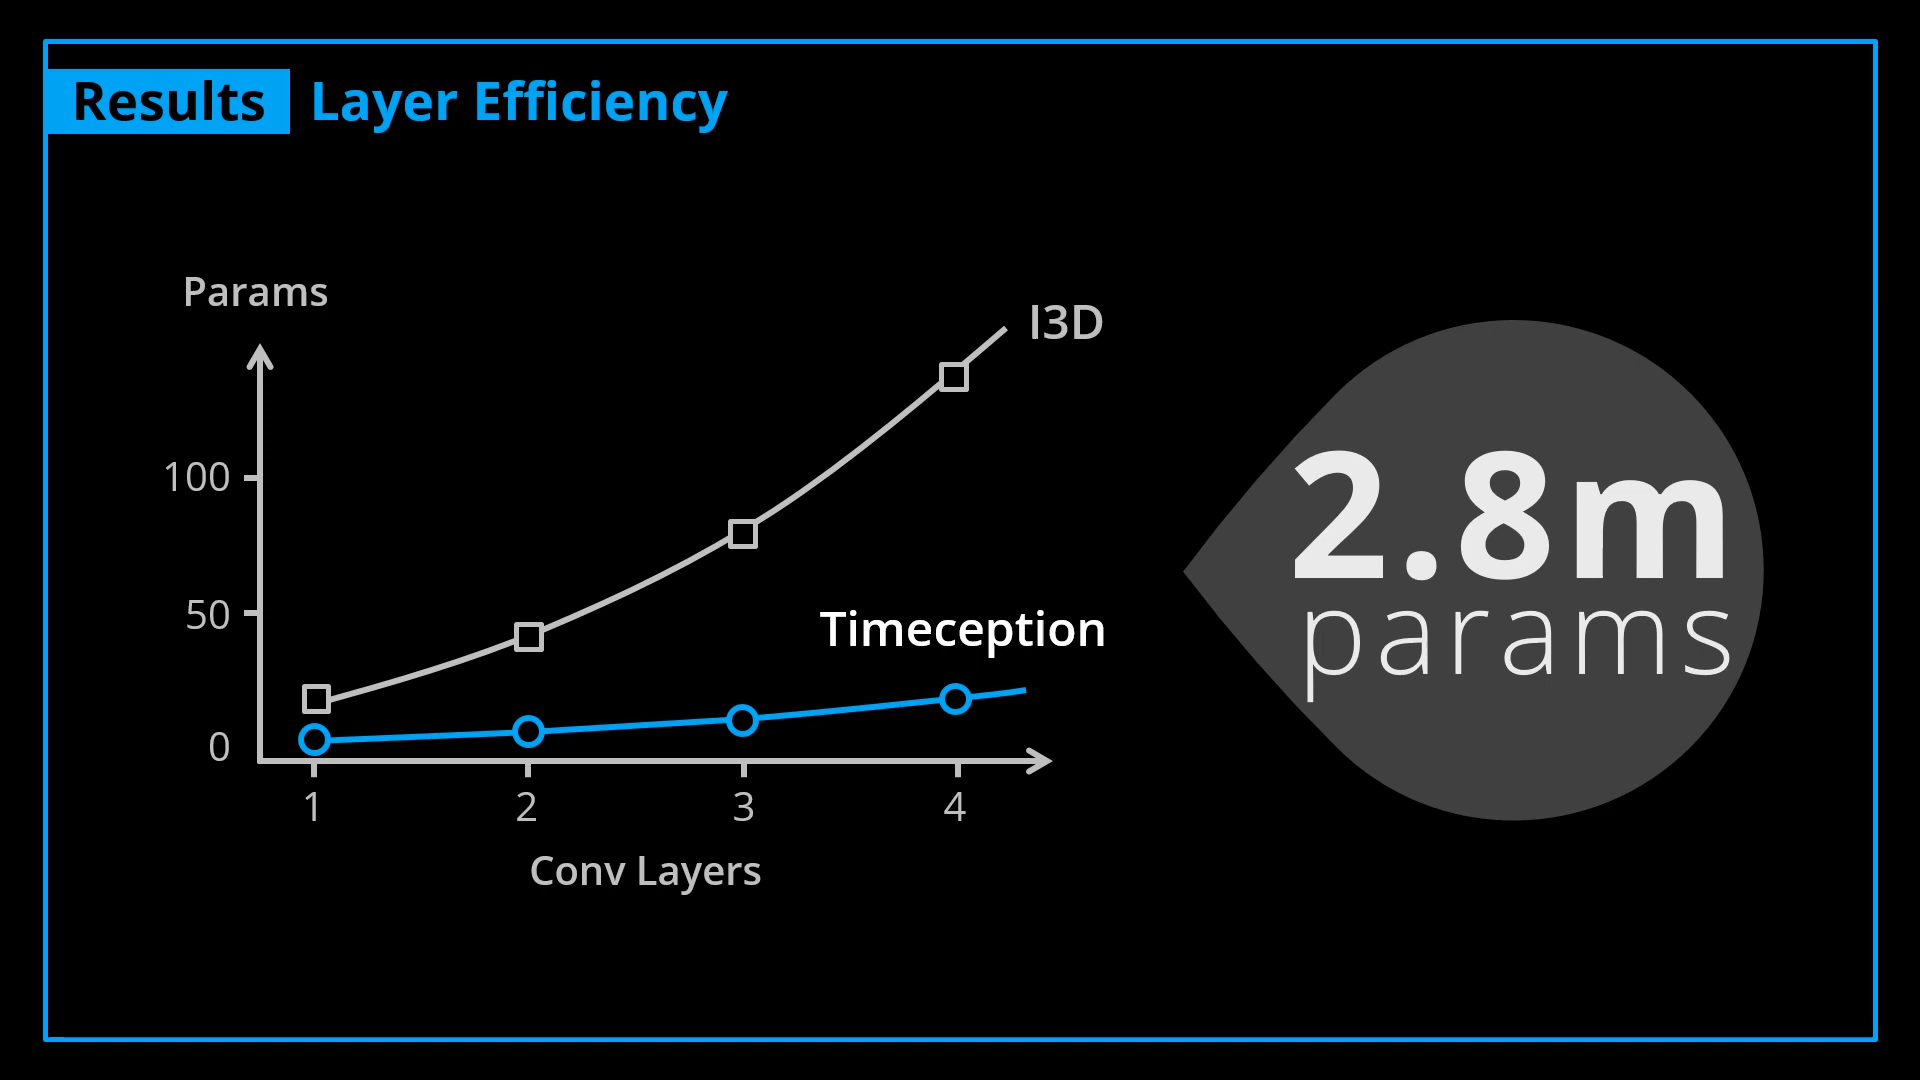 Results Layer Efficiency
Params
I3D
100
50
0
Timeception
1 2 3 4
Conv Layers
2.8m
params